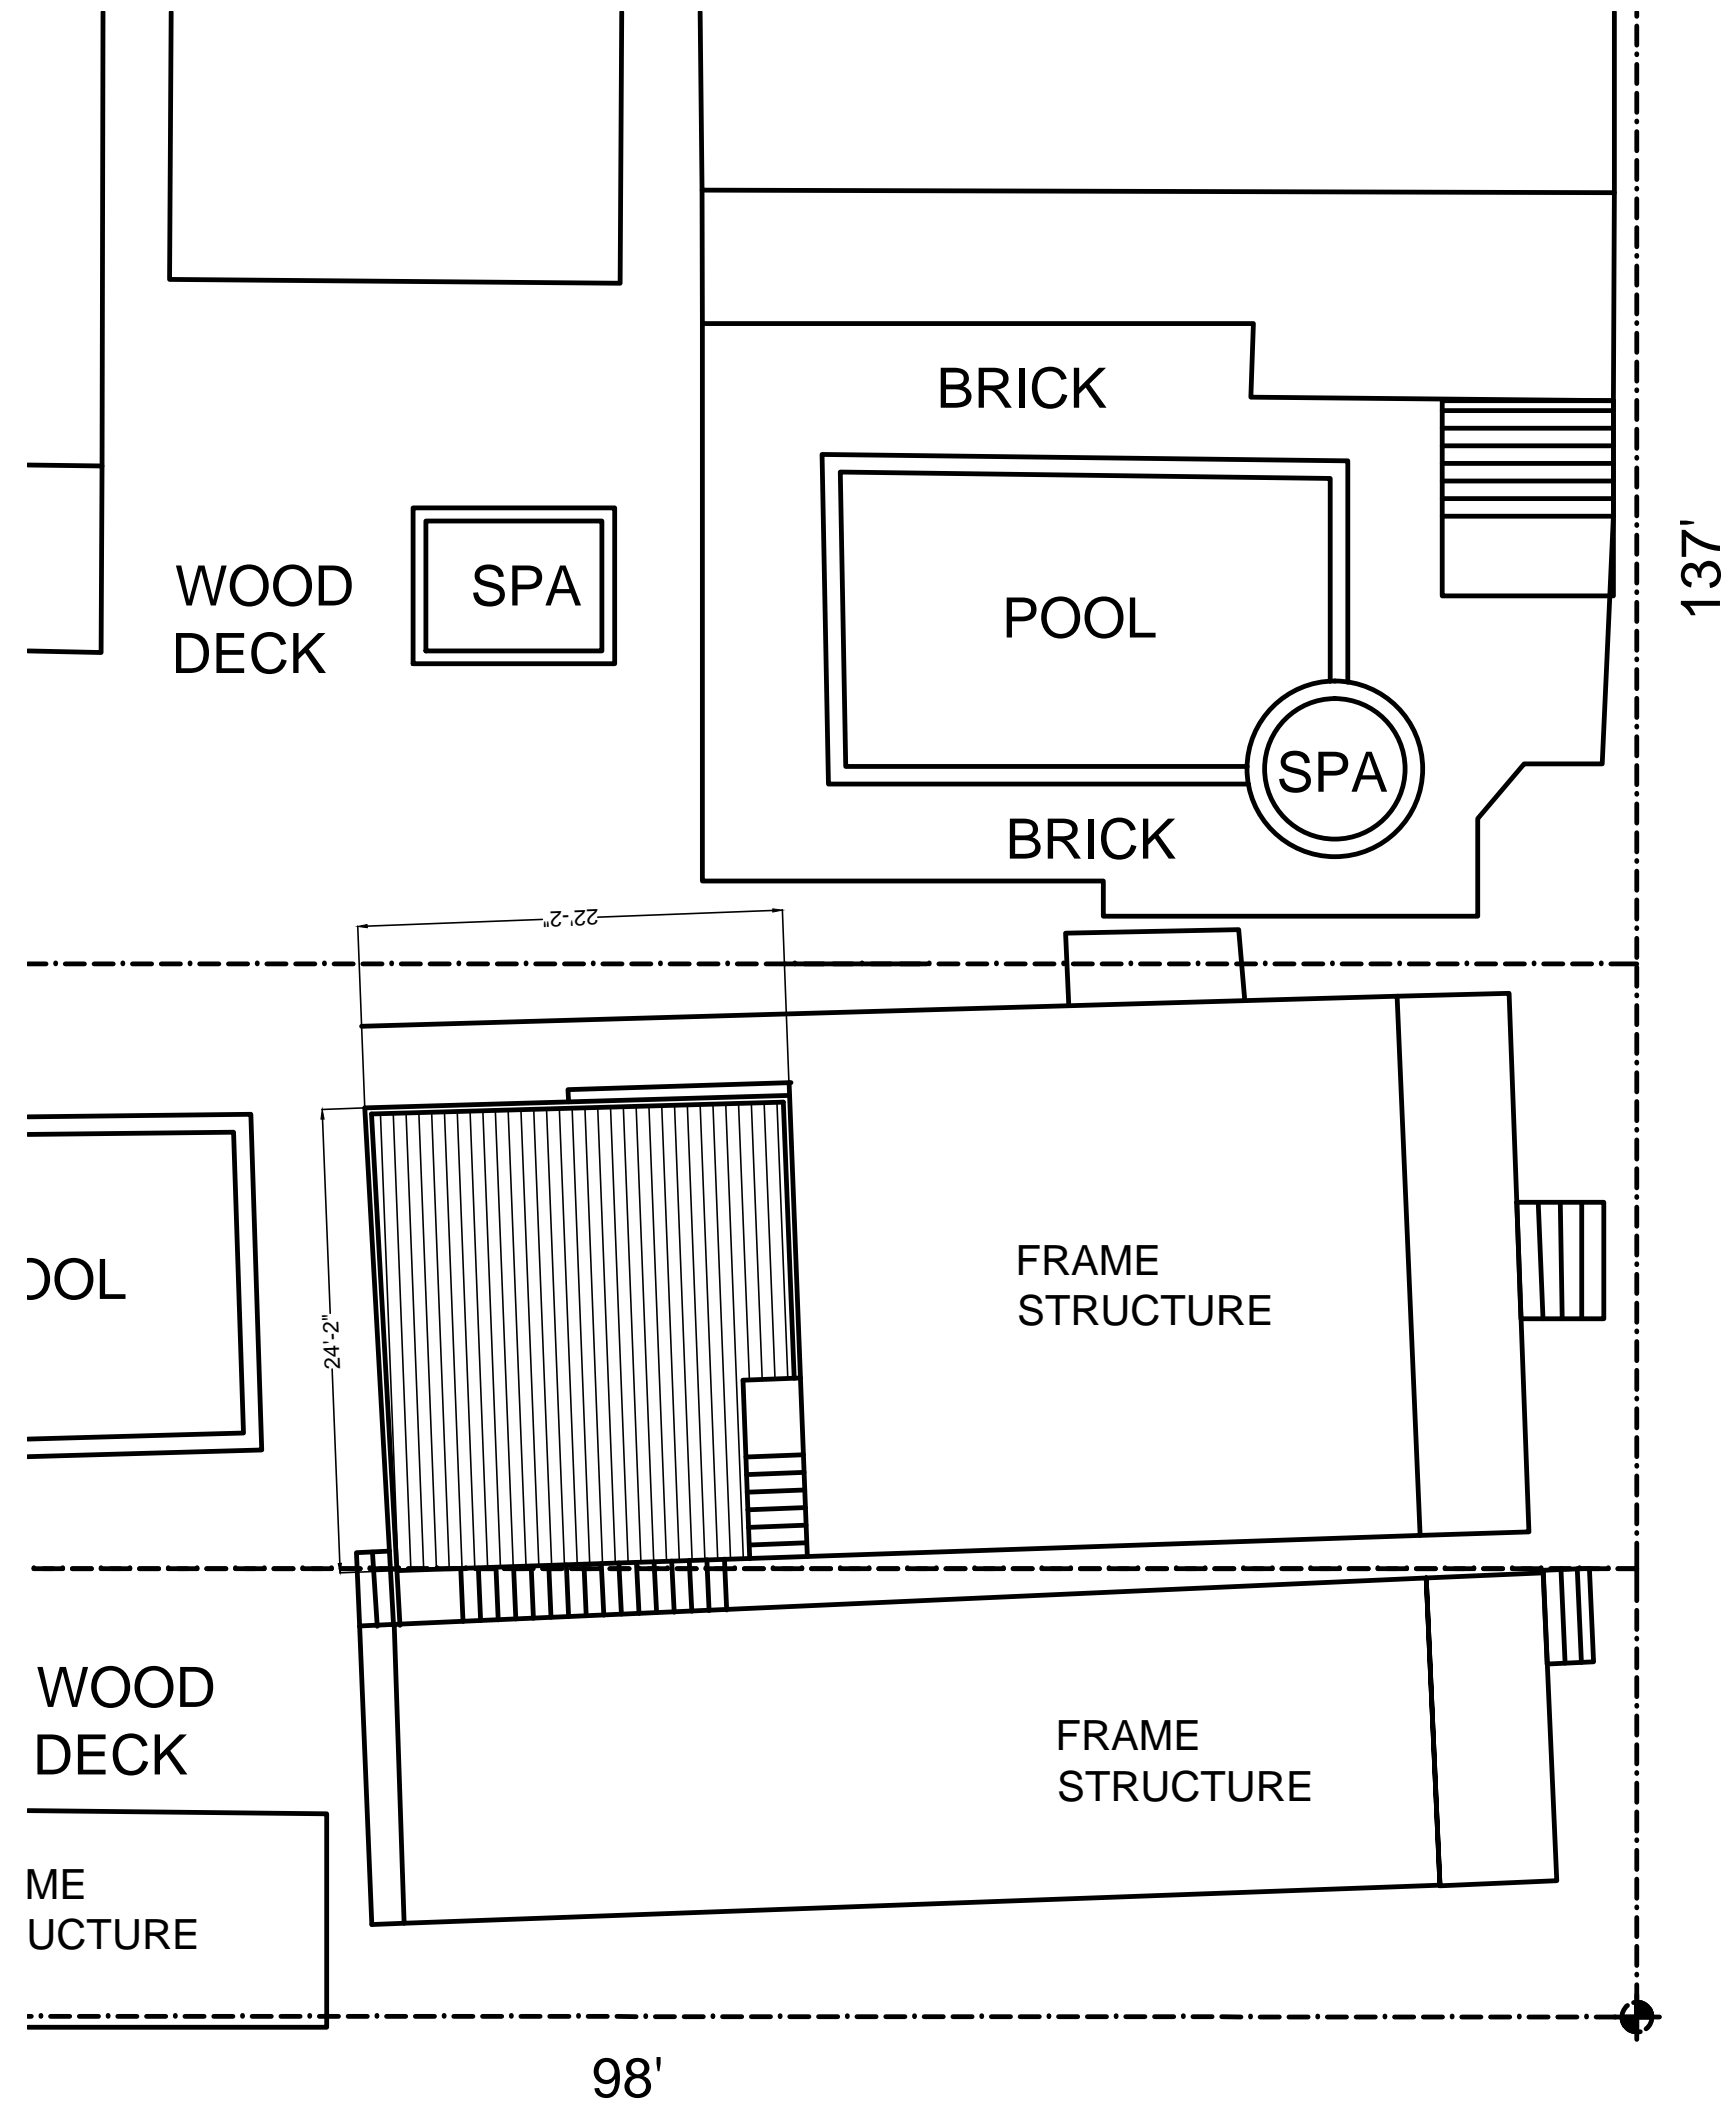 BRICK
137'
WOOD
DECK
SPA
POOL
SPA
BRICK
22'-2"
OOL
24'-2"
FRAME
STRUCTURE
WOOD
DECK
FRAME
STRUCTURE
ME
UCTURE
98'